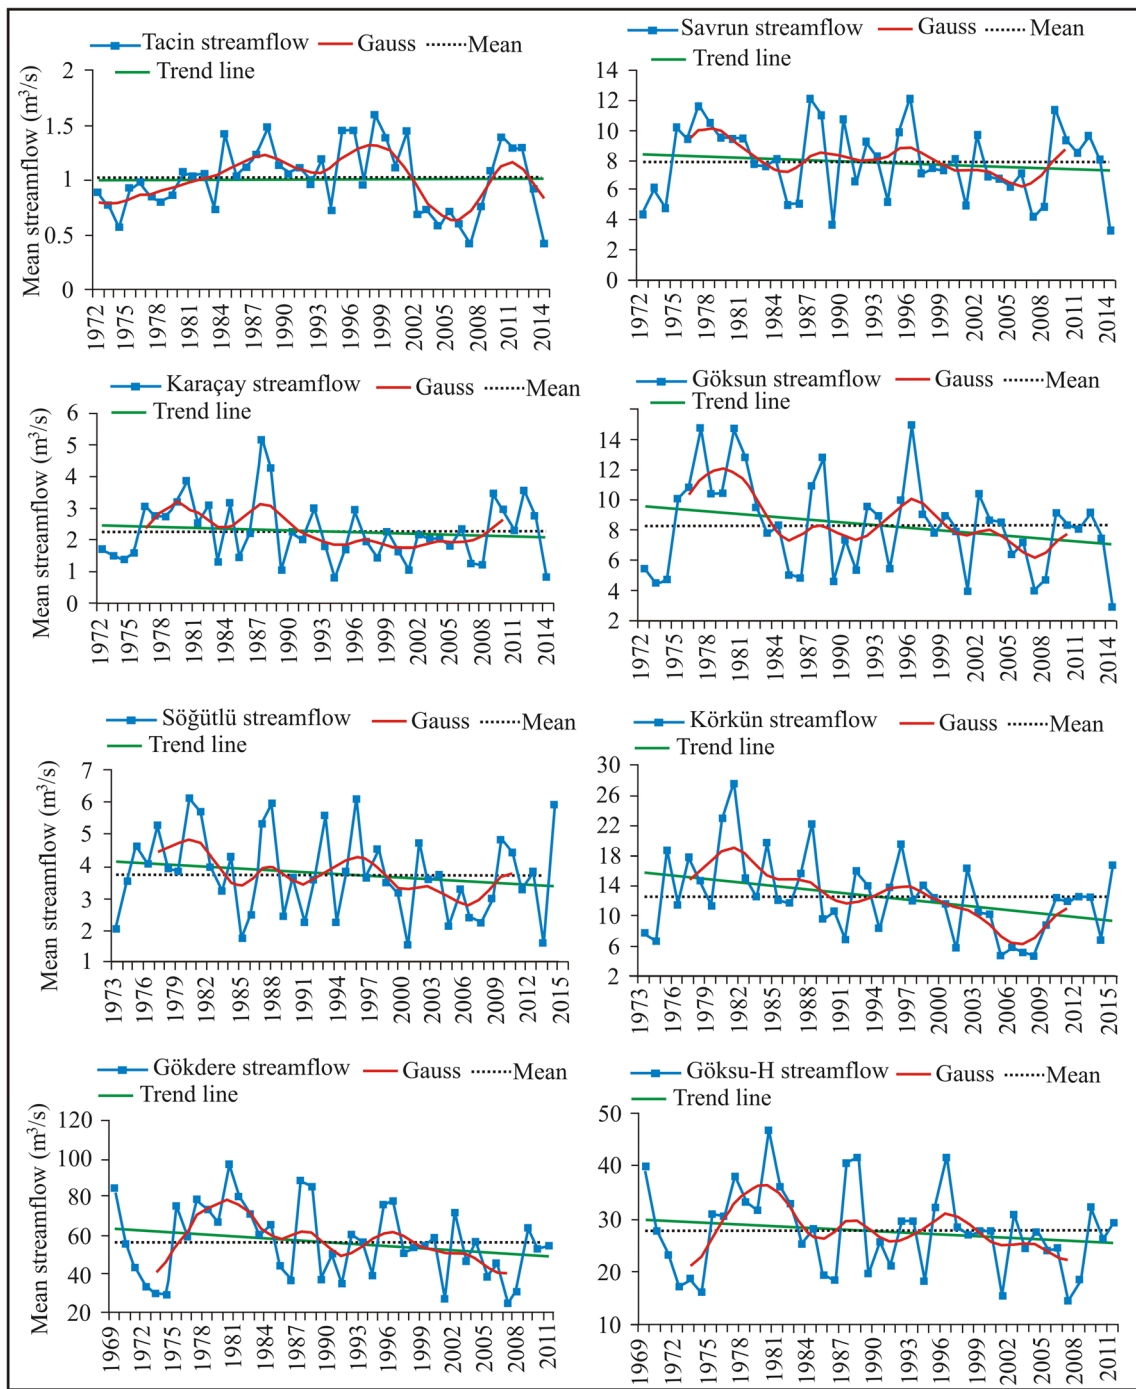 Tacin streamflow Gauss Mean
Trend line
Mean streamflow (m³/s)
2
1.5
1
0.5
0
1972 1975 1978 1981 1984 1987 1990 1993 1996 1999 2002 2005 2008 2011 2014
Savrun streamflow Gauss Mean
Trend line
14
12
10
8
6
4
2
0
1972 1975 1978 1981 1984 1987 1990 1993 1996 1999 2002 2005 2008 2011 2014
Karaçay streamflow Gauss Mean
Trend line
Mean streamflow (m³/s)
6
5
4
3
2
1
0
1972 1975 1978 1981 1984 1987 1990 1993 1996 1999 2002 2005 2008 2011 2014
Göksun streamflow Gauss Mean
Trend line
14
12
10
8
6
4
2
1972 1975 1978 1981 1984 1987 1990 1993 1996 1999 2002 2005 2008 2011 2014
Söğütlü streamflow Gauss Mean
Trend line
Mean streamflow (m³/s)
7
6
5
4
3
2
1
1973 1976 1979 1982 1985 1988 1991 1994 1997 2000 2003 2006 2009 2012 2015
Körkün streamflow Gauss Mean
Trend line
30
26
22
18
14
10
6
2
1973 1976 1979 1982 1985 1988 1991 1994 1997 2000 2003 2006 2009 2012 2015
Gökdere streamflow Gauss Mean
Trend line
Mean streamflow (m³/s)
120
100
80
60
40
20
1969 1972 1975 1978 1981 1984 1987 1990 1993 1996 1999 2002 2005 2008 2011
Göksu-H streamflow Gauss Mean
Trend line
50
40
30
20
10
1969 1972 1975 1978 1981 1984 1987 1990 1993 1996 1999 2002 2005 2008 2011